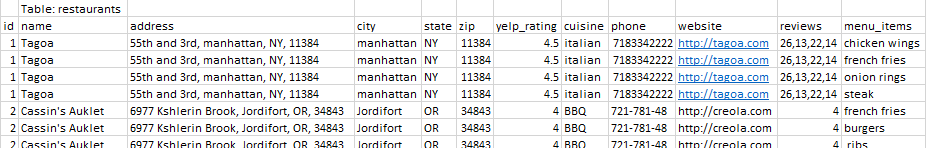 Table: restaurants
id name address city state zip yelp_rating cuisine phone website reviews menu_items
1 Tagoa 55th and 3rd, manhattan, NY, 11384 manhattan NY 11384 4.5 italian 7183342222 http://tagoa.com 26,13,22,14 chicken wings
1 Tagoa 55th and 3rd, manhattan, NY, 11384 manhattan NY 11384 4.5 italian 7183342222 http://tagoa.com 26,13,22,14 french fries
1 Tagoa 55th and 3rd, manhattan, NY, 11384 manhattan NY 11384 4.5 italian 7183342222 http://tagoa.com 26,13,22,14 onion rings
1 Tagoa 55th and 3rd, manhattan, NY, 11384 manhattan NY 11384 4.5 italian 7183342222 http://tagoa.com 26,13,22,14 steak
2 Cassin's Auklet 6977 Kshlerin Brook, Jordifort, OR, 34843 Jordifort OR 34843 4 BBQ 721-781-48 http://creola.com 4 french fries
2 Cassin's Auklet 6977 Kshlerin Brook, Jordifort, OR, 34843 Jordifort OR 34843 4 BBQ 721-781-48 http://creola.com 4 burgers
2 Cassin's Auklet 6977 Kshlerin Brook, Jordifort, OR, 34843 Jordifort OR 34843 4 BBQ 721-781-48 http://creola.com 4 ribs